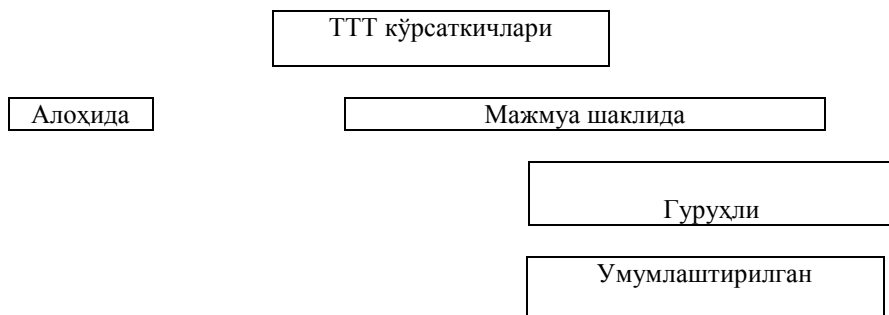 ТТТ кўрсаткичлари
Алоҳида
Мажмуа шаклида
Гуруҳли
Умумлаштирилган